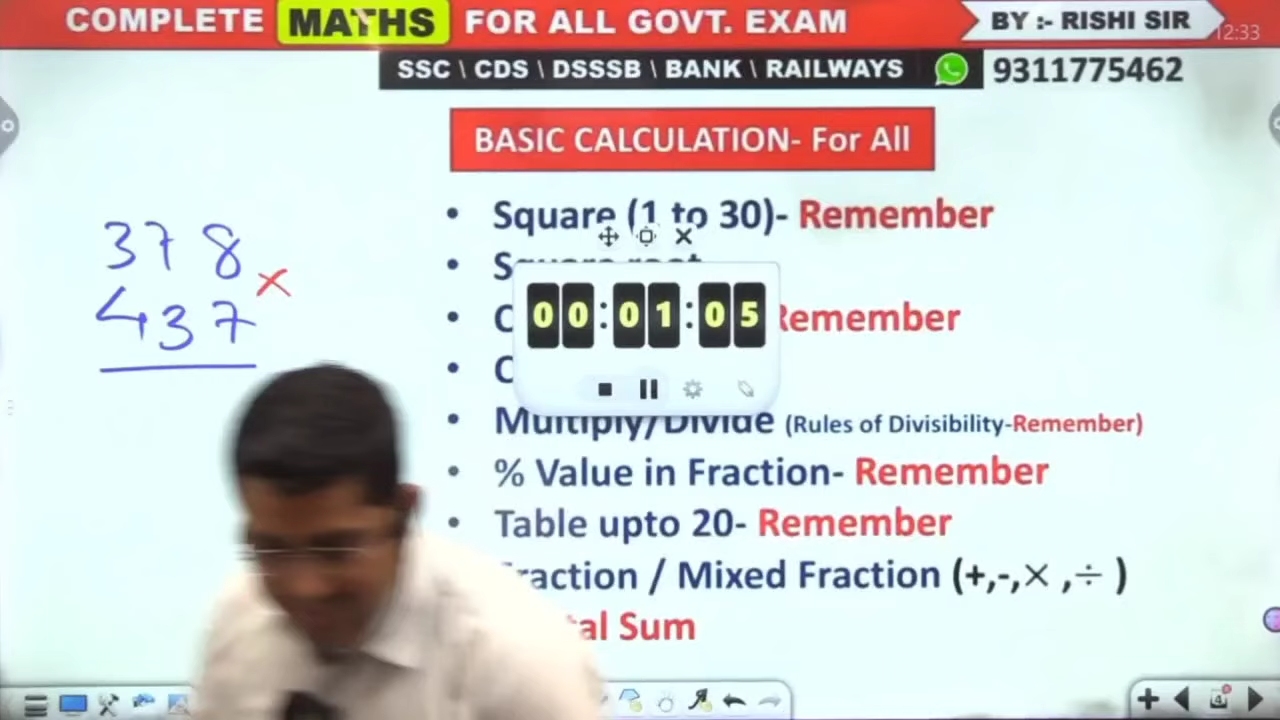 COMPLETE MATHS FOR ALL GOVT. EXAM
BY :- RISHI SIR
12:33
SSC \ CDS \ DSSSB \ BANK \ RAILWAYS 9311775462
BASIC CALCULATION- For All
• Square (1 to 30)- Remember
• Square root
• Remember
00:01:05
• Multiply/Divide (Rules of Divisibility-Remember)
• % Value in Fraction- Remember
• Table upto 20- Remember
Fraction / Mixed Fraction (+,-,× ,÷ )
Sum
378
×
437